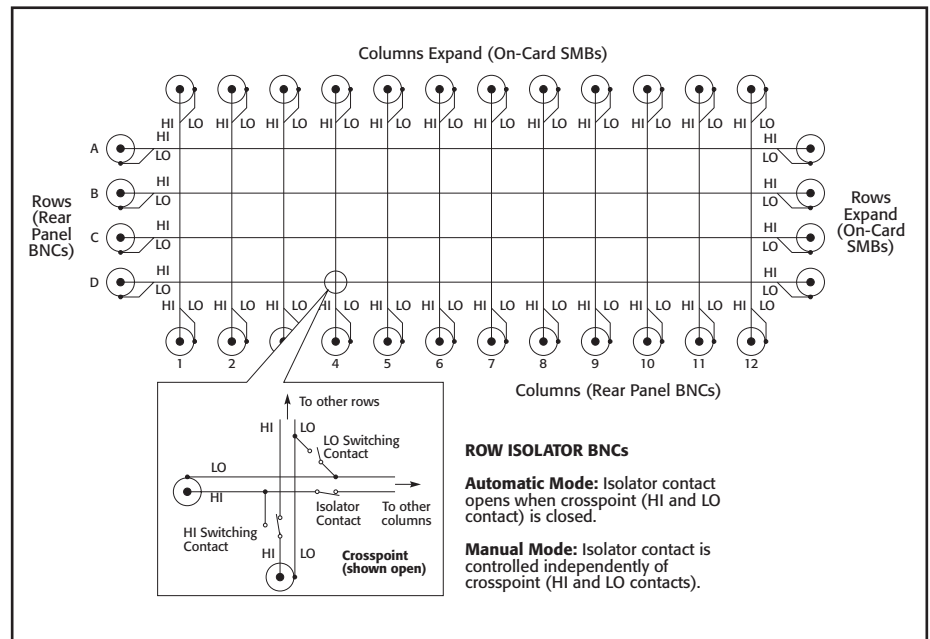 Columns Expand (On-Card SMBs)
HI LO HI LO HI LO HI LO HI LO HI LO HI LO HI LO HI LO HI LO HI LO HI LO
A HI LO HI LO
B HI LO HI LO
C HI LO HI LO
D HI LO HI LO
Rows
(Rear
Panel
BNCs)
Rows
Expand
(On-Card
SMBs)
HI LO HI LO HI LO HI LO HI LO HI LO HI LO HI LO HI LO HI LO HI LO HI LO
1 2 4 5 6 7 8 9 10 11 12
Columns (Rear Panel BNCs)
To other rows
HI LO
LO Switching
Contact
LO
HI
Isolator
Contact
To other
columns
HI Switching
Contact
HI LO
Crosspoint
(shown open)
ROW ISOLATOR BNCs
Automatic Mode: Isolator contact
opens when crosspoint (HI and LO
contact) is closed.
Manual Mode: Isolator contact is
controlled independently of
crosspoint (HI and LO contacts).